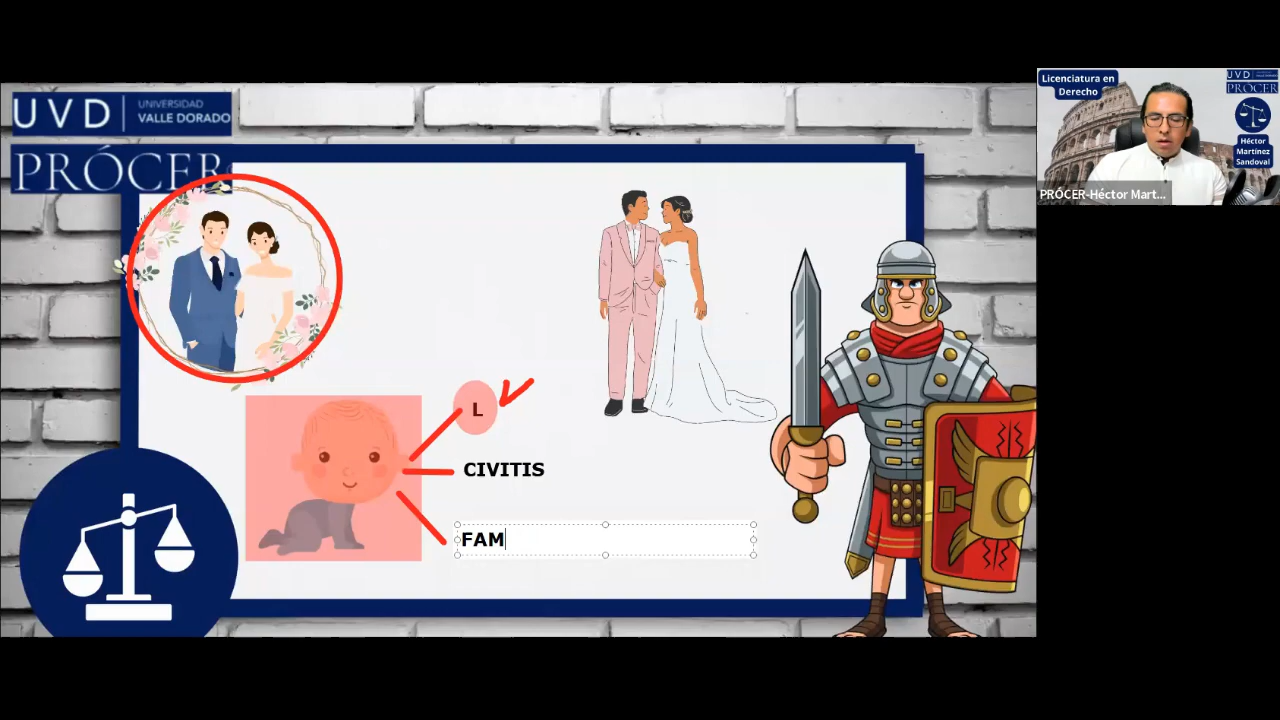 UVD
UNIVERSIDAD
VALLE DORADO
PRÓCER
L
CIVITIS
FAM
Licenciatura en
Derecho
UVD
PRÓCER
Héctor
Martínez
Sandoval
PRÓCER-Héctor Mart...